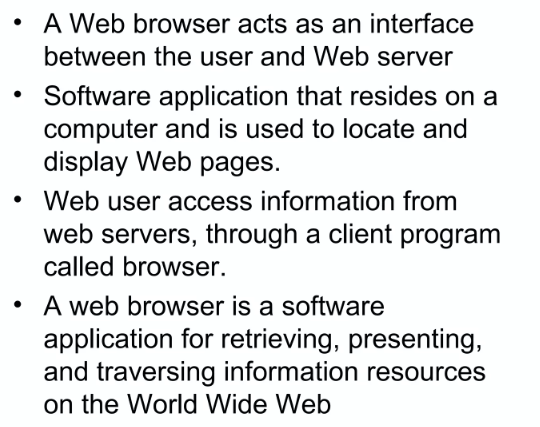 • A Web browser acts as an interface
between the user and Web server
• Software application that resides on a
computer and is used to locate and
display Web pages.
• Web user access information from
web servers, through a client program
called browser.
• A web browser is a software
application for retrieving, presenting,
and traversing information resources
on the World Wide Web